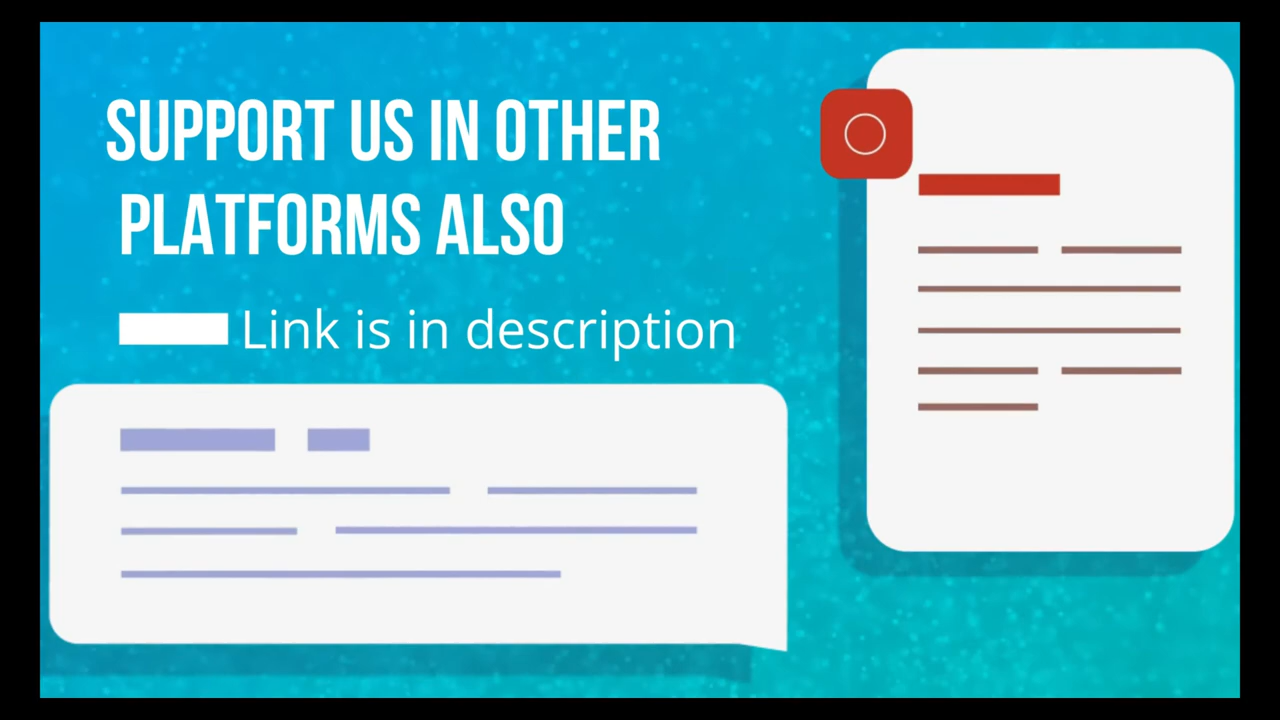 SUPPORT US IN OTHER
PLATFORMS ALSO
Link is in description